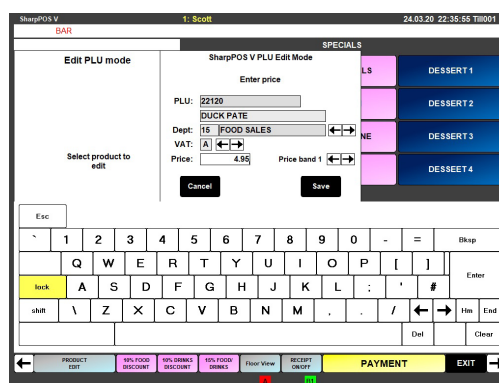 SharpPOS V 1: Scott 24.03.20 22:35:55 Till001
BAR
SPECIALS
Edit PLU mode
SharpPOS V PLU Edit Mode
Enter price
PLU: 22120
DUCK PATE
Dept: 15 FOOD SALES
VAT: A
Price: 4.95 Price band 1
Cancel Save
Select product to
edit
LS DESSERT 1
DESSERT 2
NE DESSERT 3
DESSEET 4
Esc
` 1 2 3 4 5 6 7 8 9 0 - = Bksp
Q W E R T Y U I O P [ ] Enter
lock A S D F G H J K L ; ' #
shift \ Z X C V B N M , . / Hm End
Del Clear
PRODUCT
EDIT
10% FOOD
DISCOUNT
10% DRINKS
DISCOUNT
15% FOOD/
DRINKS
Floor View
RECEIPT
ON/OFF
PAYMENT
EXIT